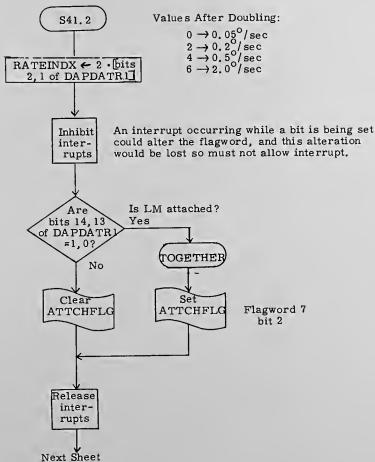 S41.2
Values After Doubling:
0 → 0.05°/sec
2 → 0.2°/sec
4 → 0.5°/sec
6 → 2.0°/sec
RATEINDX ← 2 · [bits
2,1 of DAPDATR1]
Inhibit
inter-
rupts
An interrupt occurring while a bit is being set
could alter the flagword, and this alteration
would be lost so must not allow interrupt.
Are
bits 14,13
of DAPDATR1
=1,0?
Is LM attached?
Yes
No
TOGETHER
Clear
ATTCHFLG
Set
ATTCHFLG
Flagword 7
bit 2
Release
inter-
rupts
Next Sheet